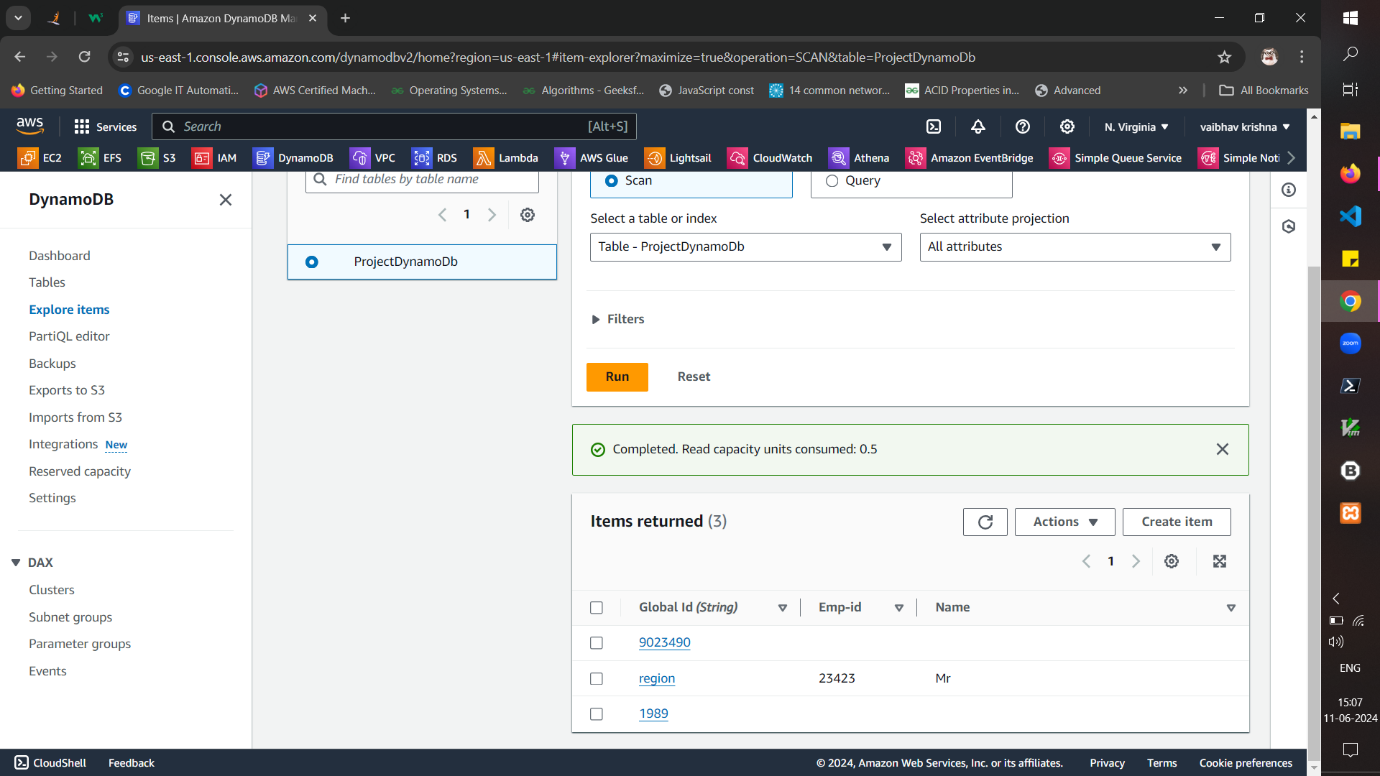 Items | Amazon DynamoDB Ma
us-east-1.console.aws.amazon.com/dynamodbv2/home?region=us-east-1#item-explorer?maximize=true&operation=SCAN&table=ProjectDynamoDb
Getting Started Google IT Automati... AWS Certified Mach... Operating Systems... Algorithms - Geeksf... JavaScript const 14 common networ... ACID Properties in... Advanced » All Bookmarks
aws Services Search [Alt+S] N. Virginia vaibhav krishna
EC2 EFS S3 IAM DynamoDB VPC RDS Lambda AWS Glue Lightsail CloudWatch Athena Amazon EventBridge Simple Queue Service Simple Noti
DynamoDB
Dashboard
Tables
Explore items
PartiQL editor
Backups
Exports to S3
Imports from S3
Integrations New
Reserved capacity
Settings
DAX
Clusters
Subnet groups
Parameter groups
Events
Find tables by table name
1
ProjectDynamoDb
Scan Query
Select a table or index Select attribute projection
Table - ProjectDynamoDb All attributes
Filters
Run Reset
Completed. Read capacity units consumed: 0.5
Items returned (3) Actions Create item
1
Global Id (String) Emp-id Name
9023490
region 23423 Mr
1989
CloudShell Feedback © 2024, Amazon Web Services, Inc. or its affiliates. Privacy Terms Cookie preferences
zoom
ENG
15:07
11-06-2024